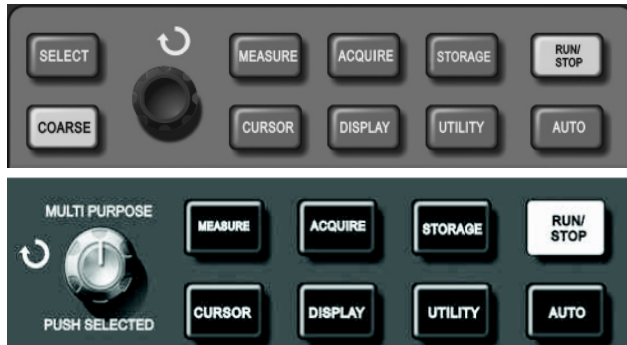 SELECT MEASURE ACQUIRE STORAGE RUN/
STOP
COARSE CURSOR DISPLAY UTILITY AUTO
MULTI PURPOSE
MEASURE ACQUIRE STORAGE RUN/
STOP
CURSOR DISPLAY UTILITY AUTO
PUSH SELECTED